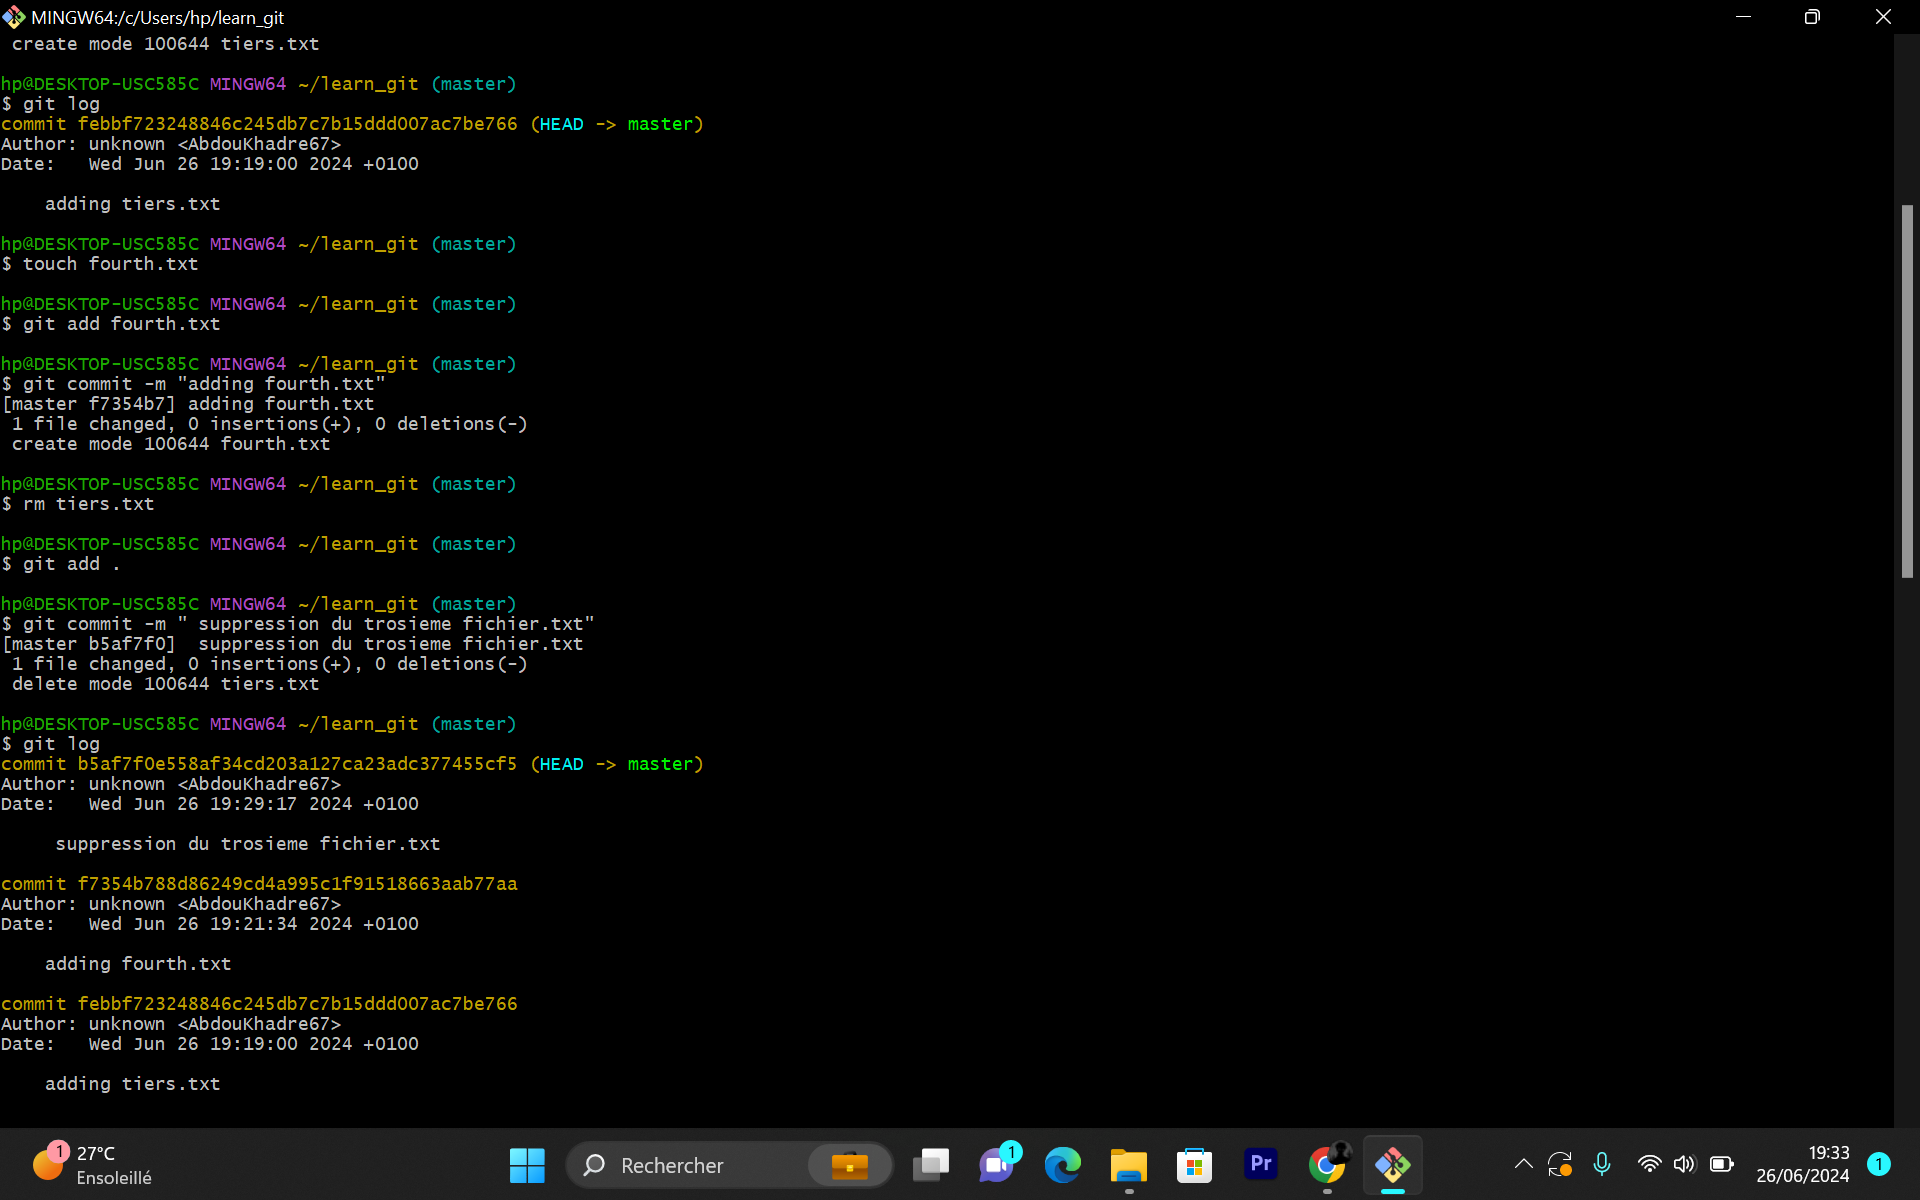 MINGW64:/c/Users/hp/learn_git
 create mode 100644 tiers.txt
hp@DESKTOP-USC585C MINGW64 ~/learn_git (master)
$ git log
commit febbf723248846c245db7c7b15ddd007ac7be766 (HEAD -> master)
Author: unknown <AbdouKhadre67>
Date:   Wed Jun 26 19:19:00 2024 +0100
    adding tiers.txt
hp@DESKTOP-USC585C MINGW64 ~/learn_git (master)
$ touch fourth.txt
hp@DESKTOP-USC585C MINGW64 ~/learn_git (master)
$ git add fourth.txt
hp@DESKTOP-USC585C MINGW64 ~/learn_git (master)
$ git commit -m "adding fourth.txt"
[master f7354b7] adding fourth.txt
 1 file changed, 0 insertions(+), 0 deletions(-)
 create mode 100644 fourth.txt
hp@DESKTOP-USC585C MINGW64 ~/learn_git (master)
$ rm tiers.txt
hp@DESKTOP-USC585C MINGW64 ~/learn_git (master)
$ git add .
hp@DESKTOP-USC585C MINGW64 ~/learn_git (master)
$ git commit -m " suppression du trosieme fichier.txt"
[master b5af7f0]  suppression du trosieme fichier.txt
 1 file changed, 0 insertions(+), 0 deletions(-)
 delete mode 100644 tiers.txt
hp@DESKTOP-USC585C MINGW64 ~/learn_git (master)
$ git log
commit b5af7f0e558af34cd203a127ca23adc377455cf5 (HEAD -> master)
Author: unknown <AbdouKhadre67>
Date:   Wed Jun 26 19:29:17 2024 +0100
     suppression du trosieme fichier.txt
commit f7354b788d86249cd4a995c1f91518663aab77aa
Author: unknown <AbdouKhadre67>
Date:   Wed Jun 26 19:21:34 2024 +0100
    adding fourth.txt
commit febbf723248846c245db7c7b15ddd007ac7be766
Author: unknown <AbdouKhadre67>
Date:   Wed Jun 26 19:19:00 2024 +0100
    adding tiers.txt
1
27°C
Ensoleillé
Rechercher
1
Pr
19:33
26/06/2024
1